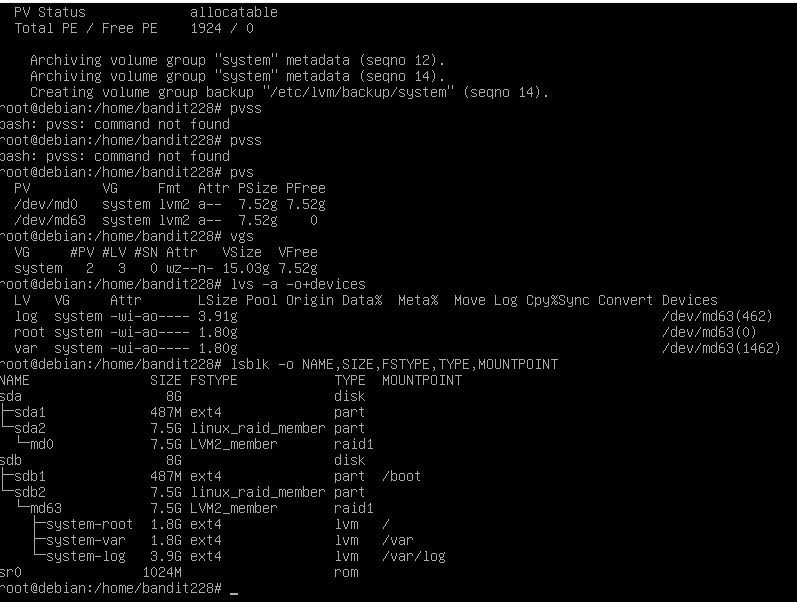 PV Status allocatable
Total PE / Free PE 1924 / 0
Archiving volume group "system" metadata (seqno 12).
Archiving volume group "system" metadata (seqno 14).
Creating volume group backup "/etc/lvm/backup/system" (seqno 14).
root@debian:/home/bandit228# pvss
bash: pvss: command not found
root@debian:/home/bandit228# pvss
bash: pvss: command not found
root@debian:/home/bandit228# pvs
PV VG Fmt Attr PSize PFree
/dev/md0 system lvm2 a-- 7.52g 7.52g
/dev/md63 system lvm2 a-- 7.52g 0
root@debian:/home/bandit228# vgs
VG #PV #LV #SN Attr VSize VFree
system 2 3 0 wz--n- 15.03g 7.52g
root@debian:/home/bandit228# lvs -a -o+devices
LV VG Attr LSize Pool Origin Data% Meta% Move Log Cpy%Sync Convert Devices
log system -wi-ao---- 3.91g /dev/md63(462)
root system -wi-ao---- 1.80g /dev/md63(0)
var system -wi-ao---- 1.80g /dev/md63(1462)
root@debian:/home/bandit228# lsblk -o NAME,SIZE,FSTYPE,TYPE,MOUNTPOINT
NAME SIZE FSTYPE TYPE MOUNTPOINT
sda 8G disk
├─sda1 487M ext4 part
└─sda2 7.5G linux_raid_member part
└─md0 7.5G LVM2_member raid1
sdb 8G disk
├─sdb1 487M ext4 part /boot
└─sdb2 7.5G linux_raid_member part
└─md63 7.5G LVM2_member raid1
├─system-root 1.8G ext4 lvm /
├─system-var 1.8G ext4 lvm /var
└─system-log 3.9G ext4 lvm /var/log
sr0 1024M rom
root@debian:/home/bandit228# _